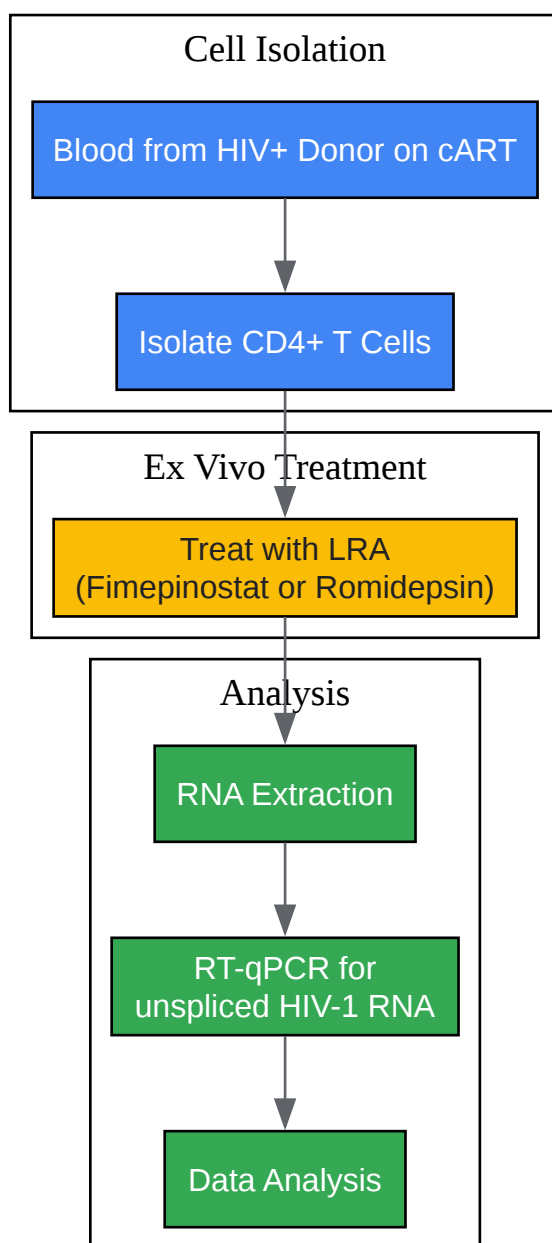 Cell Isolation
Blood from HIV+ Donor on cART
Isolate CD4+ T Cells
Ex Vivo Treatment
Treat with LRA
(Fimepinostat or Romidepsin)
Analysis
RNA Extraction
RT-qPCR for
unspliced HIV-1 RNA
Data Analysis